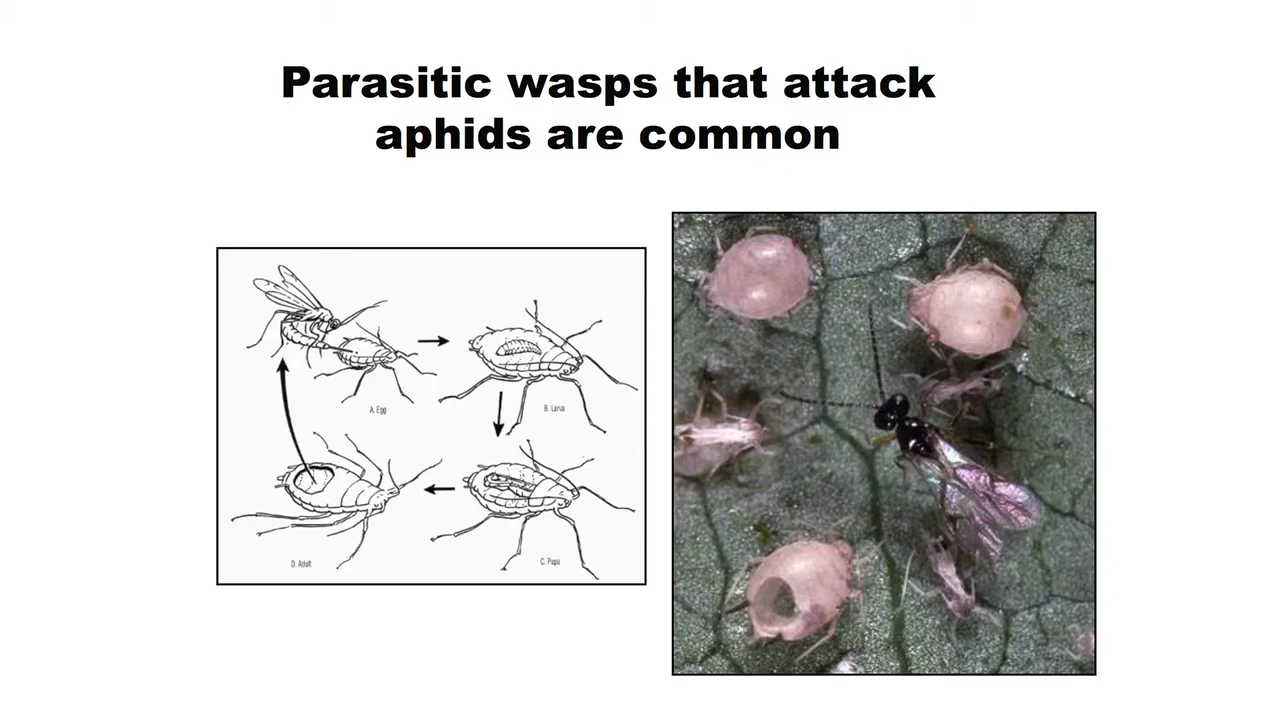 Parasitic wasps that attack
aphids are common
A. Egg
B. Larva
D. Adult
C. Pupa